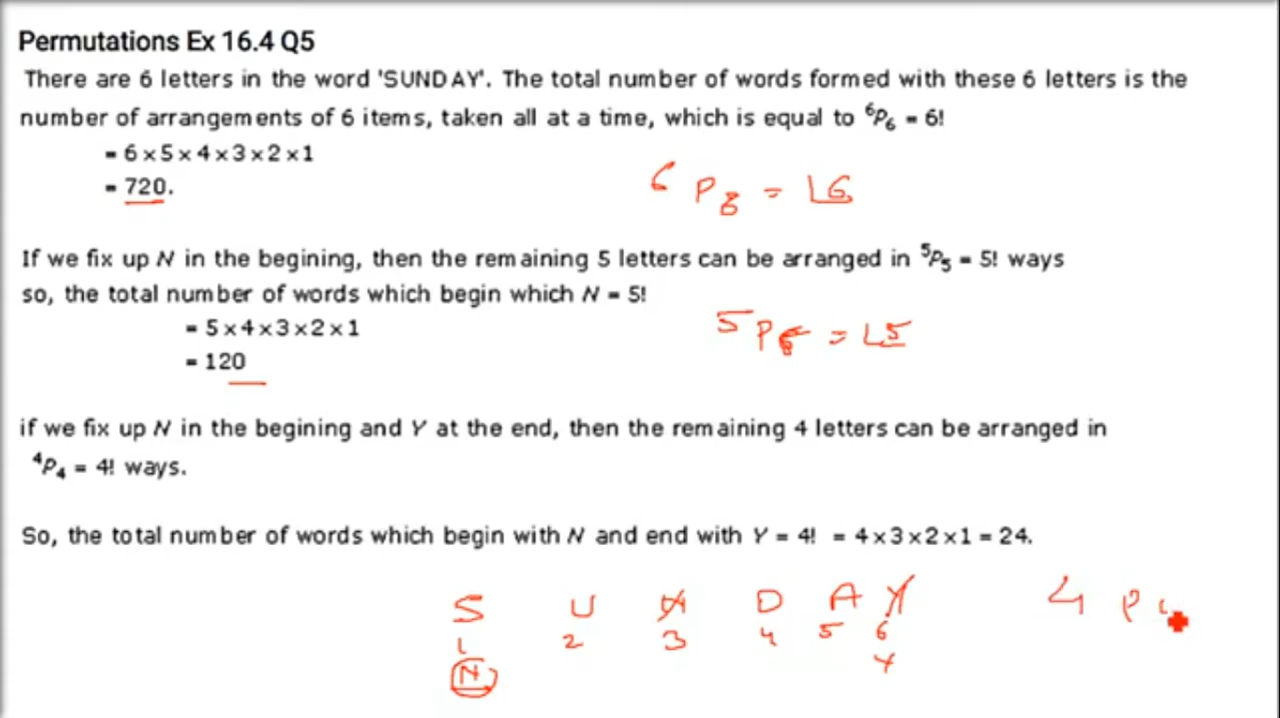 Permutations Ex 16.4 Q5
There are 6 letters in the word 'SUNDAY'. The total number of words formed with these 6 letters is the
number of arrangements of 6 items, taken all at a time, which is equal to ⁶P₆ = 6!
= 6×5×4×3×2×1
= 720.
6 P6 = ∟6
If we fix up N in the begining, then the remaining 5 letters can be arranged in ⁵P₅ = 5! ways
so, the total number of words which begin which N = 5!
= 5×4×3×2×1
5 P5 = ∟5
= 120
if we fix up N in the begining and Y at the end, then the remaining 4 letters can be arranged in
⁴P₄ = 4! ways.
So, the total number of words which begin with N and end with Y = 4! = 4×3×2×1 = 24.
S U N D A Y 4 P
1 2 3 4 5 6
N Y